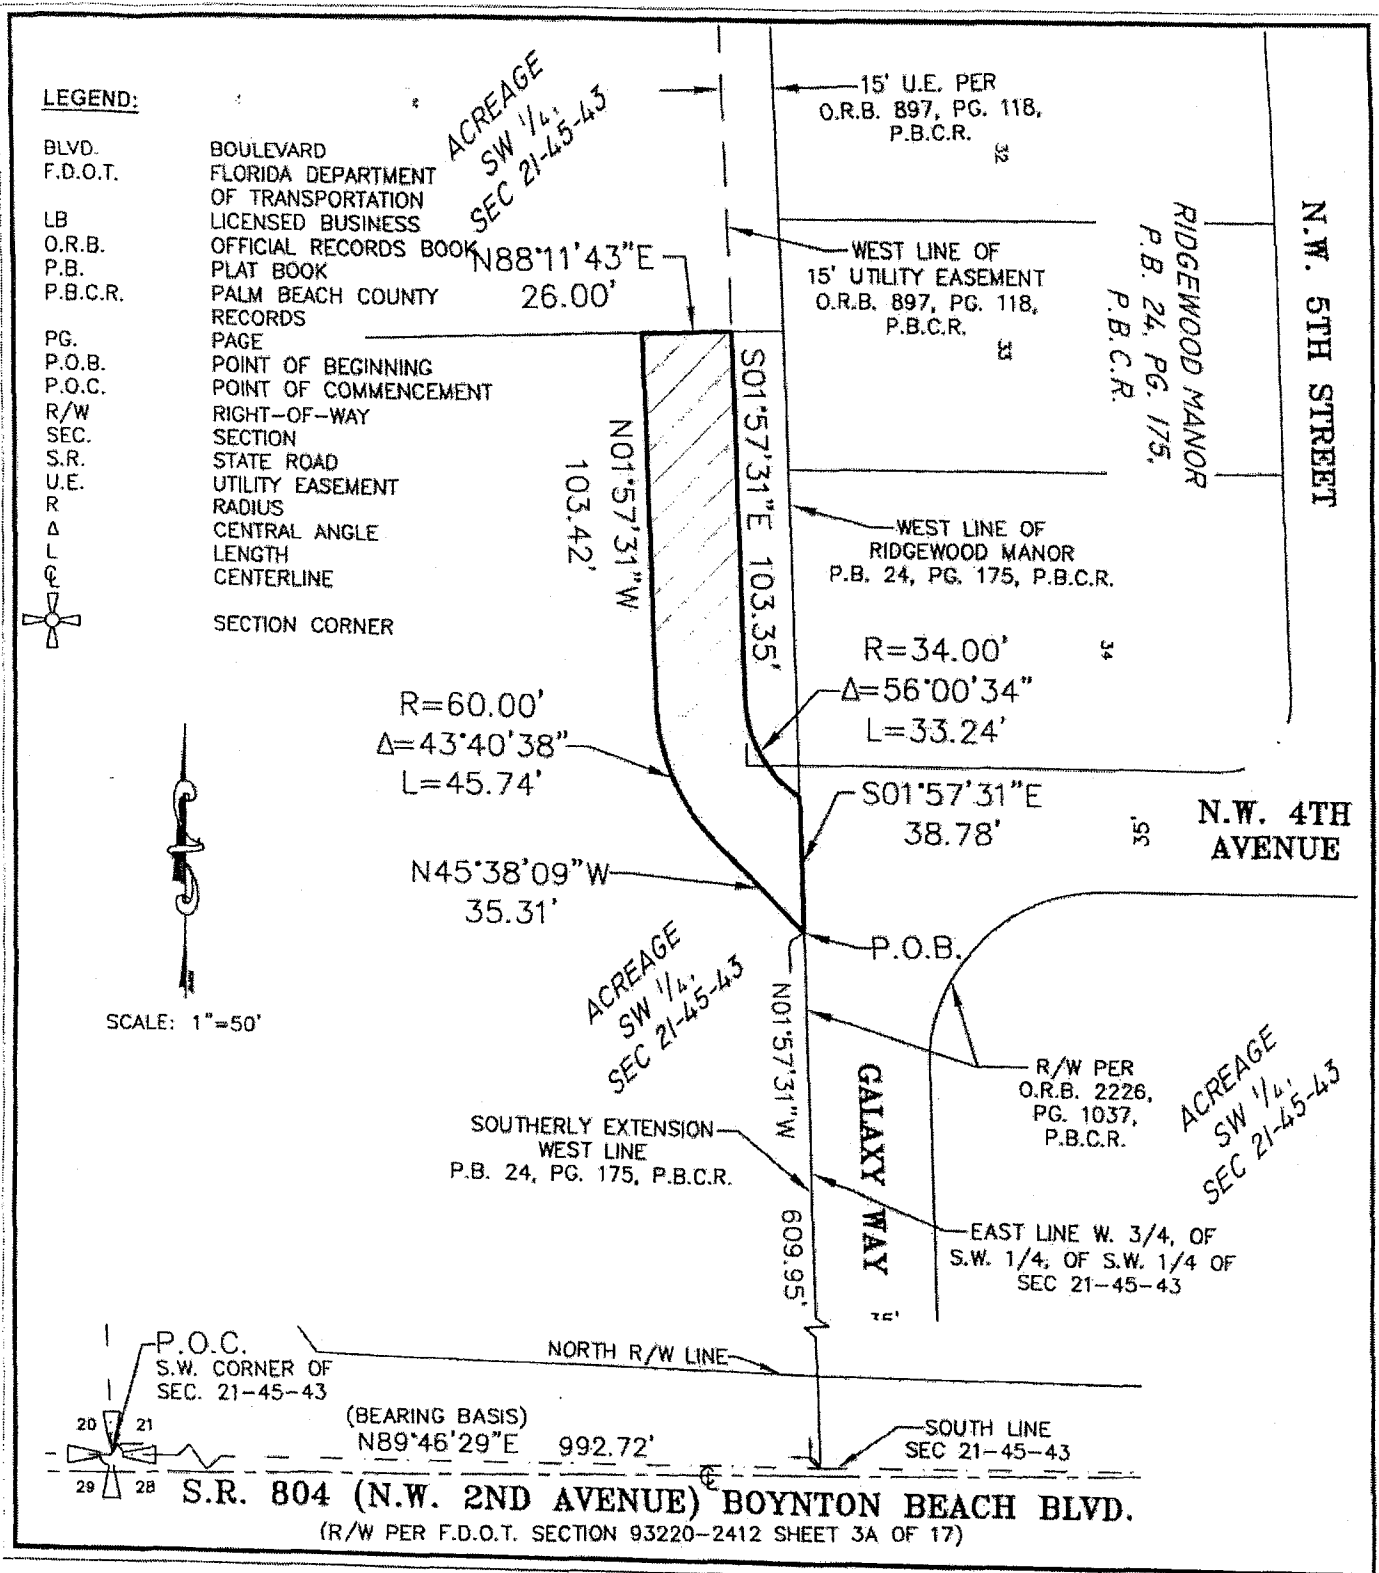 LEGEND:
BLVD. BOULEVARD
F.D.O.T. FLORIDA DEPARTMENT
OF TRANSPORTATION
LB LICENSED BUSINESS
O.R.B. OFFICIAL RECORDS BOOK
P.B. PLAT BOOK
P.B.C.R. PALM BEACH COUNTY
RECORDS
PG. PAGE
P.O.B. POINT OF BEGINNING
P.O.C. POINT OF COMMENCEMENT
R/W RIGHT-OF-WAY
SEC. SECTION
S.R. STATE ROAD
U.E. UTILITY EASEMENT
R RADIUS
Δ CENTRAL ANGLE
L LENGTH
℄ CENTERLINE
SECTION CORNER
ACREAGE
SW 1/4,
SEC 21-45-43
15' U.E. PER
O.R.B. 897, PG. 118,
P.B.C.R.
32
WEST LINE OF
15' UTILITY EASEMENT
O.R.B. 897, PG. 118,
P.B.C.R.
33
RIDGEWOOD MANOR
P.B. 24, PG. 175,
P.B.C.R.
N.W. 5TH STREET
N88°11'43"E
26.00'
S01°57'31"E 103.35'
N01°57'31"W
103.42'
WEST LINE OF
RIDGEWOOD MANOR
P.B. 24, PG. 175, P.B.C.R.
34
R=34.00'
Δ=56°00'34"
L=33.24'
R=60.00'
Δ=43°40'38"
L=45.74'
S01°57'31"E
38.78'
35'
N.W. 4TH
AVENUE
N45°38'09"W
35.31'
P.O.B.
ACREAGE
SW 1/4,
SEC 21-45-43
SCALE: 1"=50'
N01°57'31"W 609.95'
GALAXY WAY
35'
R/W PER
O.R.B. 2226,
PG. 1037,
P.B.C.R.
ACREAGE
SW 1/4,
SEC 21-45-43
SOUTHERLY EXTENSION
WEST LINE
P.B. 24, PG. 175, P.B.C.R.
EAST LINE W. 3/4, OF
S.W. 1/4, OF S.W. 1/4 OF
SEC 21-45-43
P.O.C.
S.W. CORNER OF
SEC. 21-45-43
NORTH R/W LINE
20 21
29 28
(BEARING BASIS)
N89°46'29"E 992.72'
SOUTH LINE
SEC 21-45-43
℄
S.R. 804 (N.W. 2ND AVENUE) BOYNTON BEACH BLVD.
(R/W PER F.D.O.T. SECTION 93220-2412 SHEET 3A OF 17)